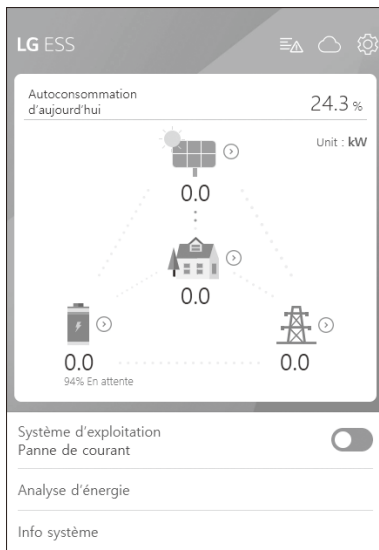 LG ESS
Autoconsommation
d'aujourd'hui
24.3 %
Unit : kW
0.0
0.0
0.0
94% En attente
0.0
Système d'exploitation
Panne de courant
Analyse d'énergie
Info système